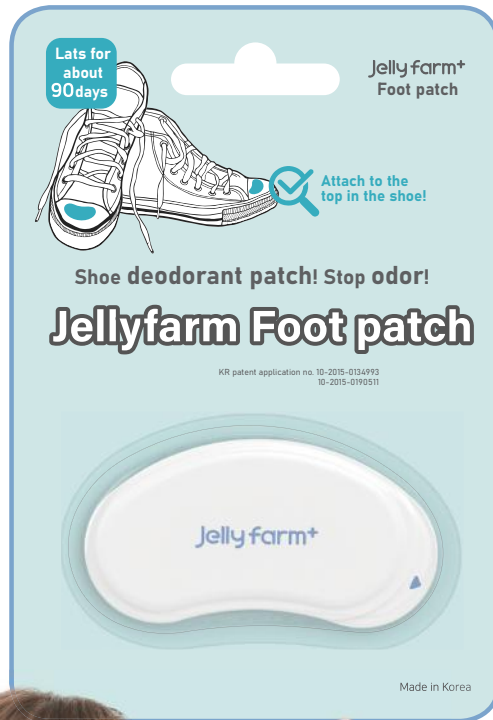 Lats for
about
90days
Jelly farm+
Foot patch
Attach to the
top in the shoe!
Shoe deodorant patch! Stop odor!
Jellyfarm Foot patch
KR patent application no. 10-2015-0134993
10-2015-0190511
Jelly farm+
Made in Korea